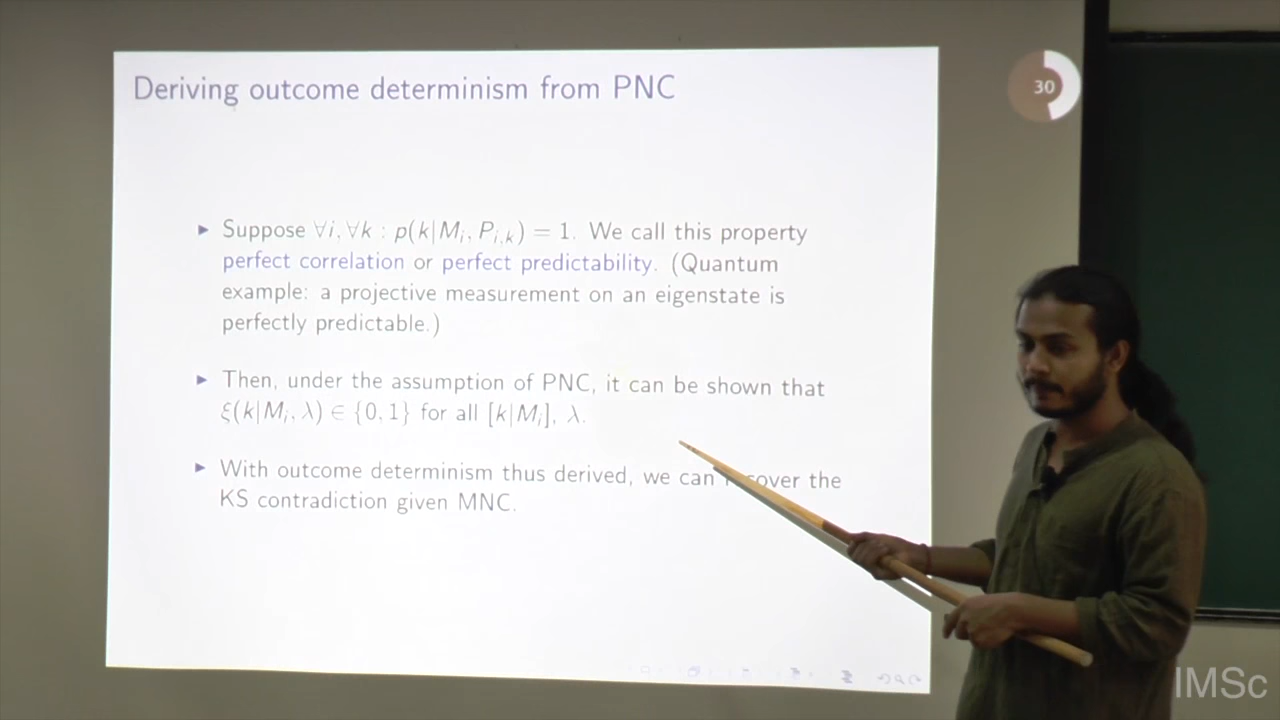 Deriving outcome determinism from PNC
30
▶ Suppose ∀i, ∀k : p(k|M_i, P_{i,k}) = 1. We call this property
perfect correlation or perfect predictability. (Quantum
example: a projective measurement on an eigenstate is
perfectly predictable.)
▶ Then, under the assumption of PNC, it can be shown that
ξ(k|M_i, λ) ∈ {0, 1} for all [k|M_i], λ.
▶ With outcome determinism thus derived, we can recover the
KS contradiction given MNC.
IMSc